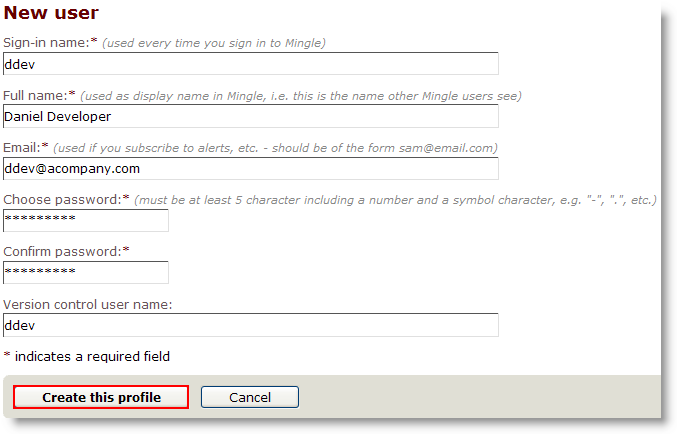 New user
Sign-in name:* (used every time you sign in to Mingle)
ddev
Full name:* (used as display name in Mingle, i.e. this is the name other Mingle users see)
Daniel Developer
Email:* (used if you subscribe to alerts, etc. - should be of the form sam@email.com)
ddev@acompany.com
Choose password:* (must be at least 5 character including a number and a symbol character, e.g. "-", ".", etc.)
*********
Confirm password:*
*********
Version control user name:
ddev
* indicates a required field
Create this profile Cancel